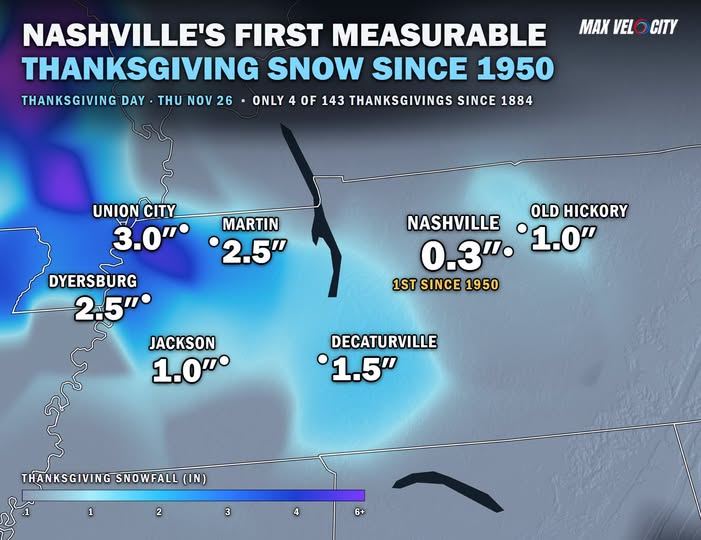 NASHVILLE'S FIRST MEASURABLE
MAX VELOCITY
THANKSGIVING SNOW SINCE 1950
THANKSGIVING DAY · THU NOV 26 • ONLY 4 OF 143 THANKSGIVINGS SINCE 1884
UNION CITY
3.0"
MARTIN
2.5"
NASHVILLE
0.3"
1ST SINCE 1950
OLD HICKORY
1.0"
DYERSBURG
2.5"
JACKSON
1.0"
DECATURVILLE
1.5"
THANKSGIVING SNOWFALL (IN)
.1 1 2 3 4 6+